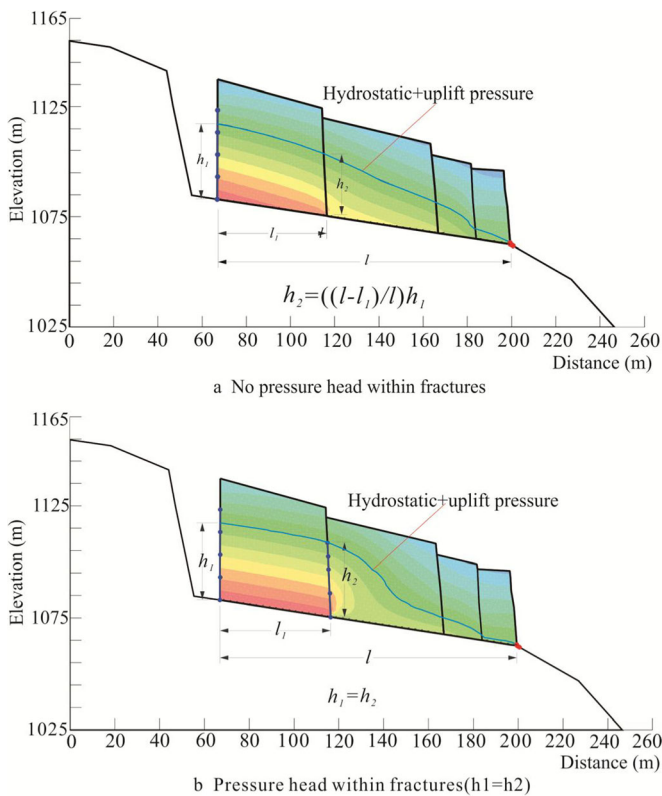 1165
1125
1075
1025
Elevation (m)
Hydrostatic+uplift pressure
h1
h2
l1
l
h2=((l-l1)/l)h1
0 20 40 60 80 100 120 140 160 180 200 220 240 260
Distance (m)
a No pressure head within fractures
1165
1125
1075
1025
Elevation (m)
Hydrostatic+uplift pressure
h1
h2
l1
l
h1=h2
0 20 40 60 80 100 120 140 160 180 200 220 240 260
Distance (m)
b Pressure head within fractures(h1=h2)